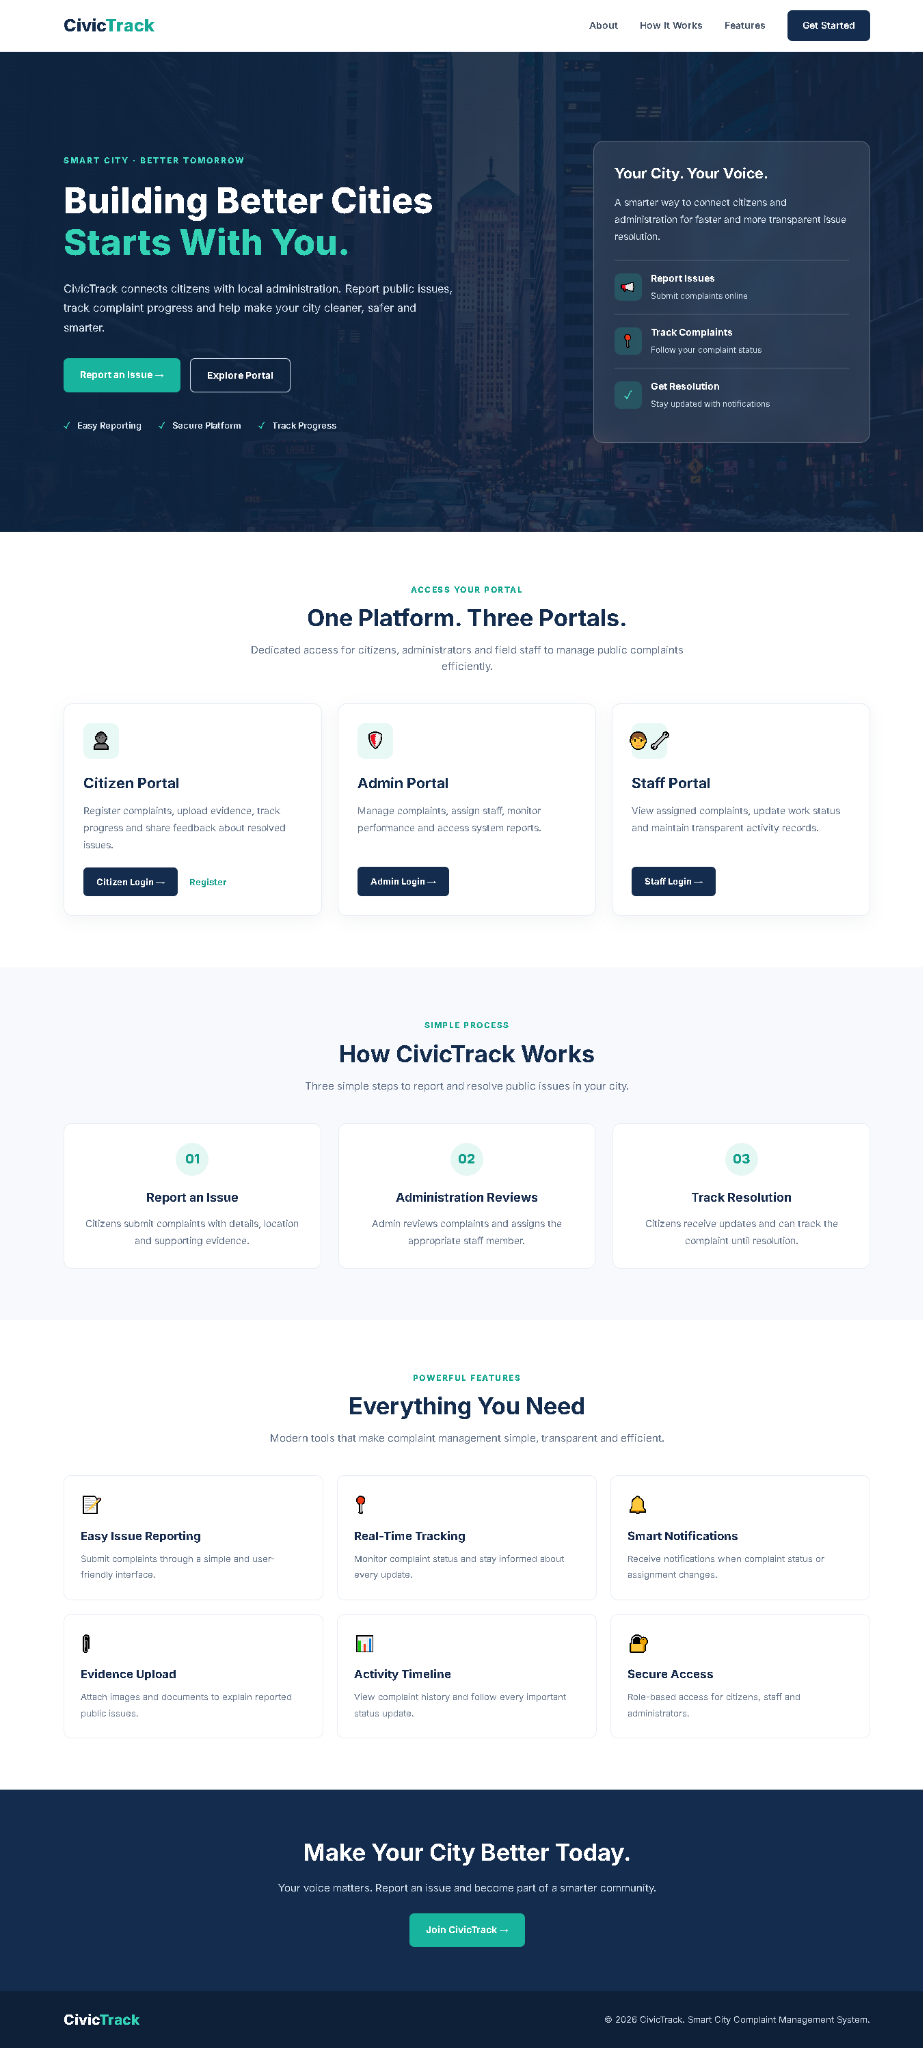 CivicTrack
About
How It Works
Features
Get Started
SMART CITY · BETTER TOMORROW
Building Better Cities
Starts With You.
CivicTrack connects citizens with local administration. Report public issues,
track complaint progress and help make your city cleaner, safer and
smarter.
Report an Issue →
Explore Portal
✓ Easy Reporting
✓ Secure Platform
✓ Track Progress
Your City. Your Voice.
A smarter way to connect citizens and
administration for faster and more transparent issue
resolution.
Report Issues
Submit complaints online
Track Complaints
Follow your complaint status
✓
Get Resolution
Stay updated with notifications
ACCESS YOUR PORTAL
One Platform. Three Portals.
Dedicated access for citizens, administrators and field staff to manage public complaints
efficiently.
Citizen Portal
Register complaints, upload evidence, track
progress and share feedback about resolved
issues.
Citizen Login →
Register
Admin Portal
Manage complaints, assign staff, monitor
performance and access system reports.
Admin Login →
Staff Portal
View assigned complaints, update work status
and maintain transparent activity records.
Staff Login →
SIMPLE PROCESS
How CivicTrack Works
Three simple steps to report and resolve public issues in your city.
01
Report an Issue
Citizens submit complaints with details, location
and supporting evidence.
02
Administration Reviews
Admin reviews complaints and assigns the
appropriate staff member.
03
Track Resolution
Citizens receive updates and can track the
complaint until resolution.
POWERFUL FEATURES
Everything You Need
Modern tools that make complaint management simple, transparent and efficient.
Easy Issue Reporting
Submit complaints through a simple and user-
friendly interface.
Real-Time Tracking
Monitor complaint status and stay informed about
every update.
Smart Notifications
Receive notifications when complaint status or
assignment changes.
Evidence Upload
Attach images and documents to explain reported
public issues.
Activity Timeline
View complaint history and follow every important
status update.
Secure Access
Role-based access for citizens, staff and
administrators.
Make Your City Better Today.
Your voice matters. Report an issue and become part of a smarter community.
Join CivicTrack →
CivicTrack
© 2026 CivicTrack. Smart City Complaint Management System.